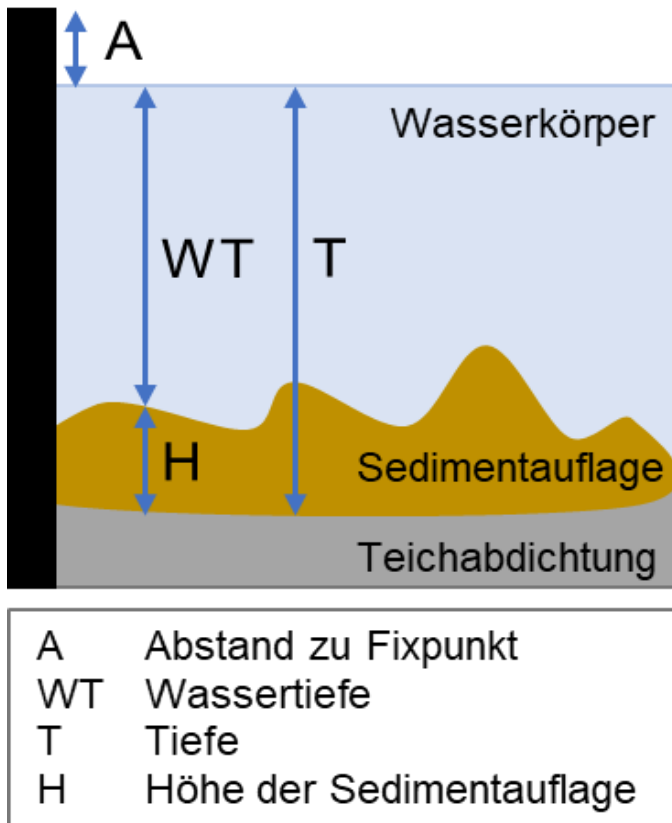 A
Wasserkörper
WT T
H
Sedimentauflage
Teichabdichtung
A Abstand zu Fixpunkt
WT Wassertiefe
T Tiefe
H Höhe der Sedimentauflage